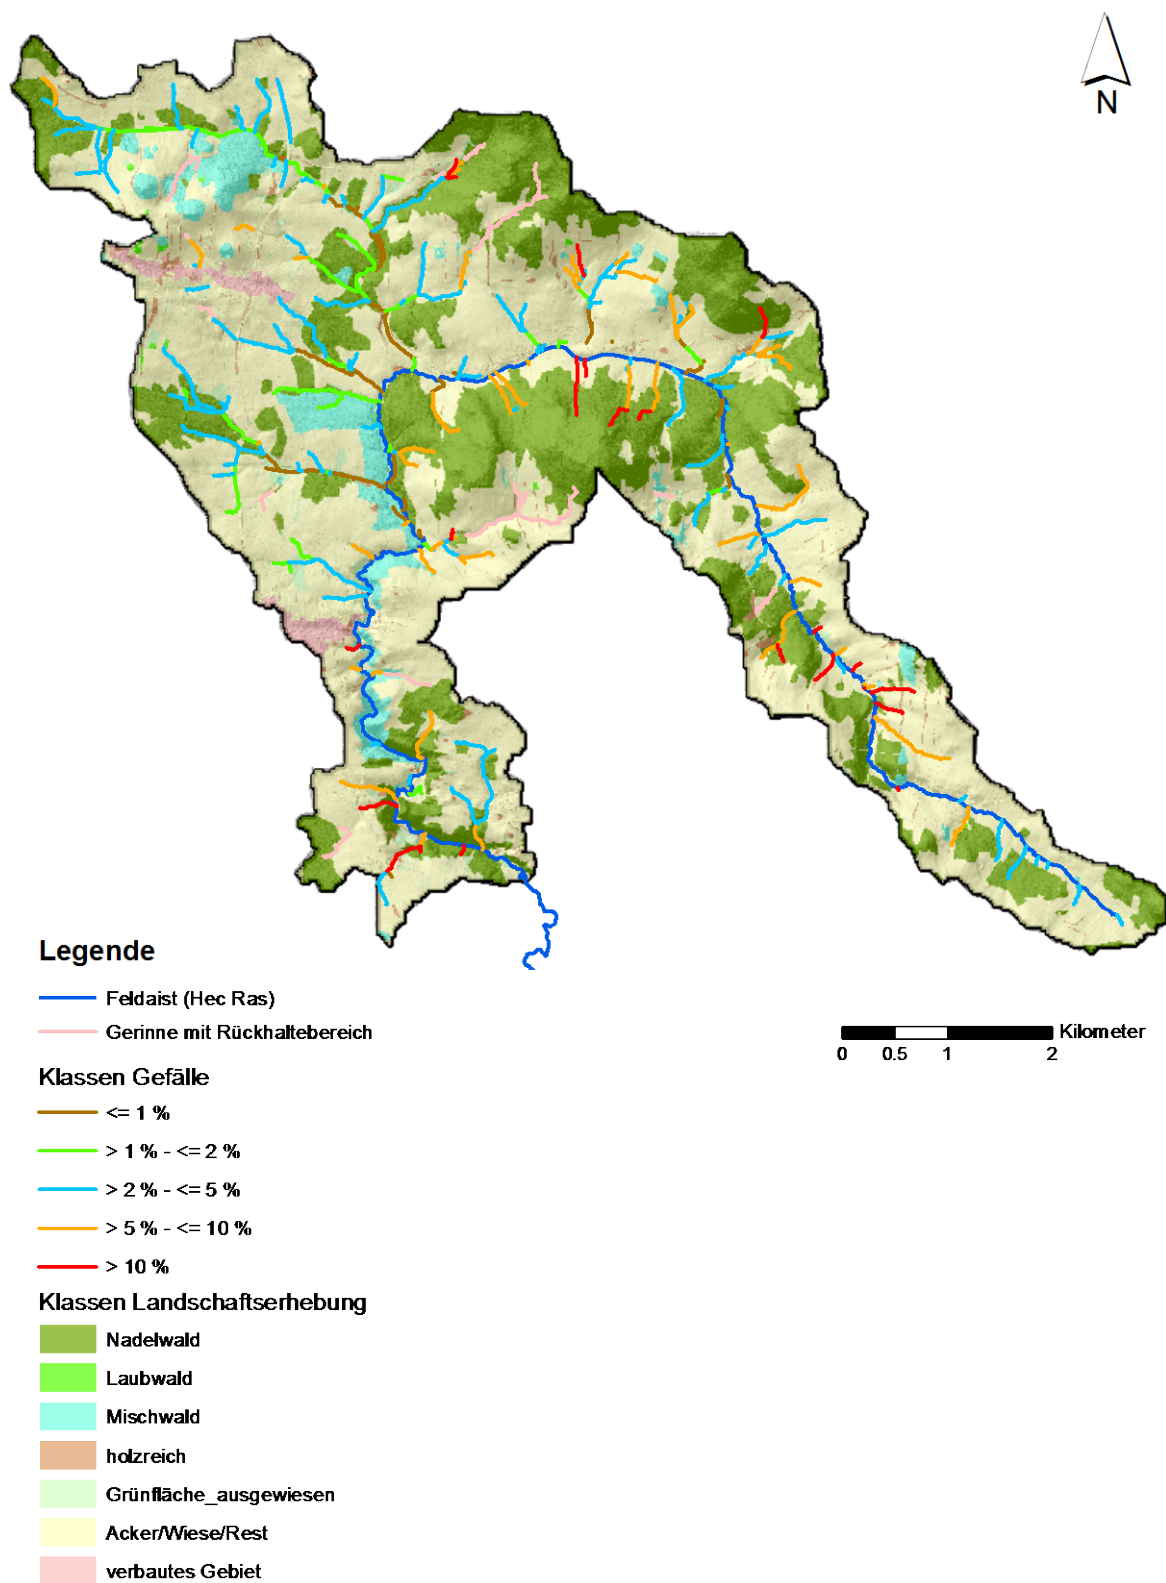 N
Legende
Feldaist (Hec Ras)
Gerinne mit Rückhaltebereich
Kilometer
0 0.5 1 2
Klassen Gefälle
<= 1 %
> 1 % - <= 2 %
> 2 % - <= 5 %
> 5 % - <= 10 %
> 10 %
Klassen Landschaftserhebung
Nadelwald
Laubwald
Mischwald
holzreich
Grünfläche_ausgewiesen
Acker/Wiese/Rest
verbautes Gebiet